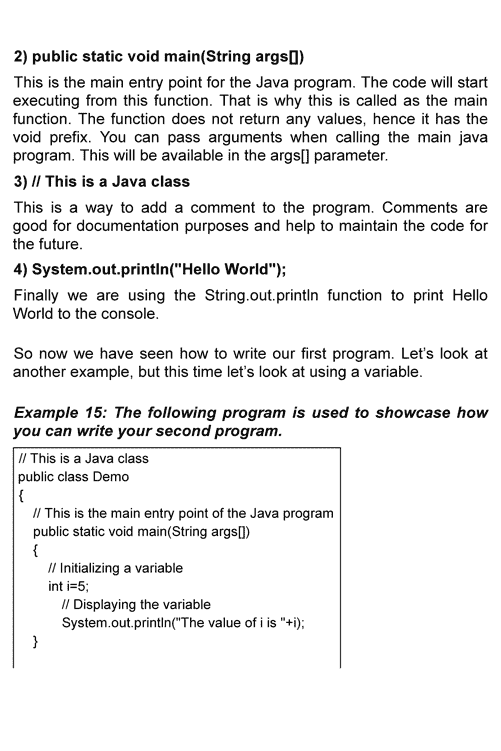 2) public static void main(String args[])
This is the main entry point for the Java program. The code will start
executing from this function. That is why this is called as the main
function. The function does not return any values, hence it has the
void prefix. You can pass arguments when calling the main java
program. This will be available in the args[] parameter.
3) // This is a Java class
This is a way to add a comment to the program. Comments are
good for documentation purposes and help to maintain the code for
the future.
4) System.out.println("Hello World");
Finally we are using the String.out.println function to print Hello
World to the console.
So now we have seen how to write our first program. Let's look at
another example, but this time let's look at using a variable.
Example 15: The following program is used to showcase how
you can write your second program.
// This is a Java class
public class Demo
{
// This is the main entry point of the Java program
public static void main(String args[])
{
// Initializing a variable
int i=5;
// Displaying the variable
System.out.println("The value of i is "+i);
}